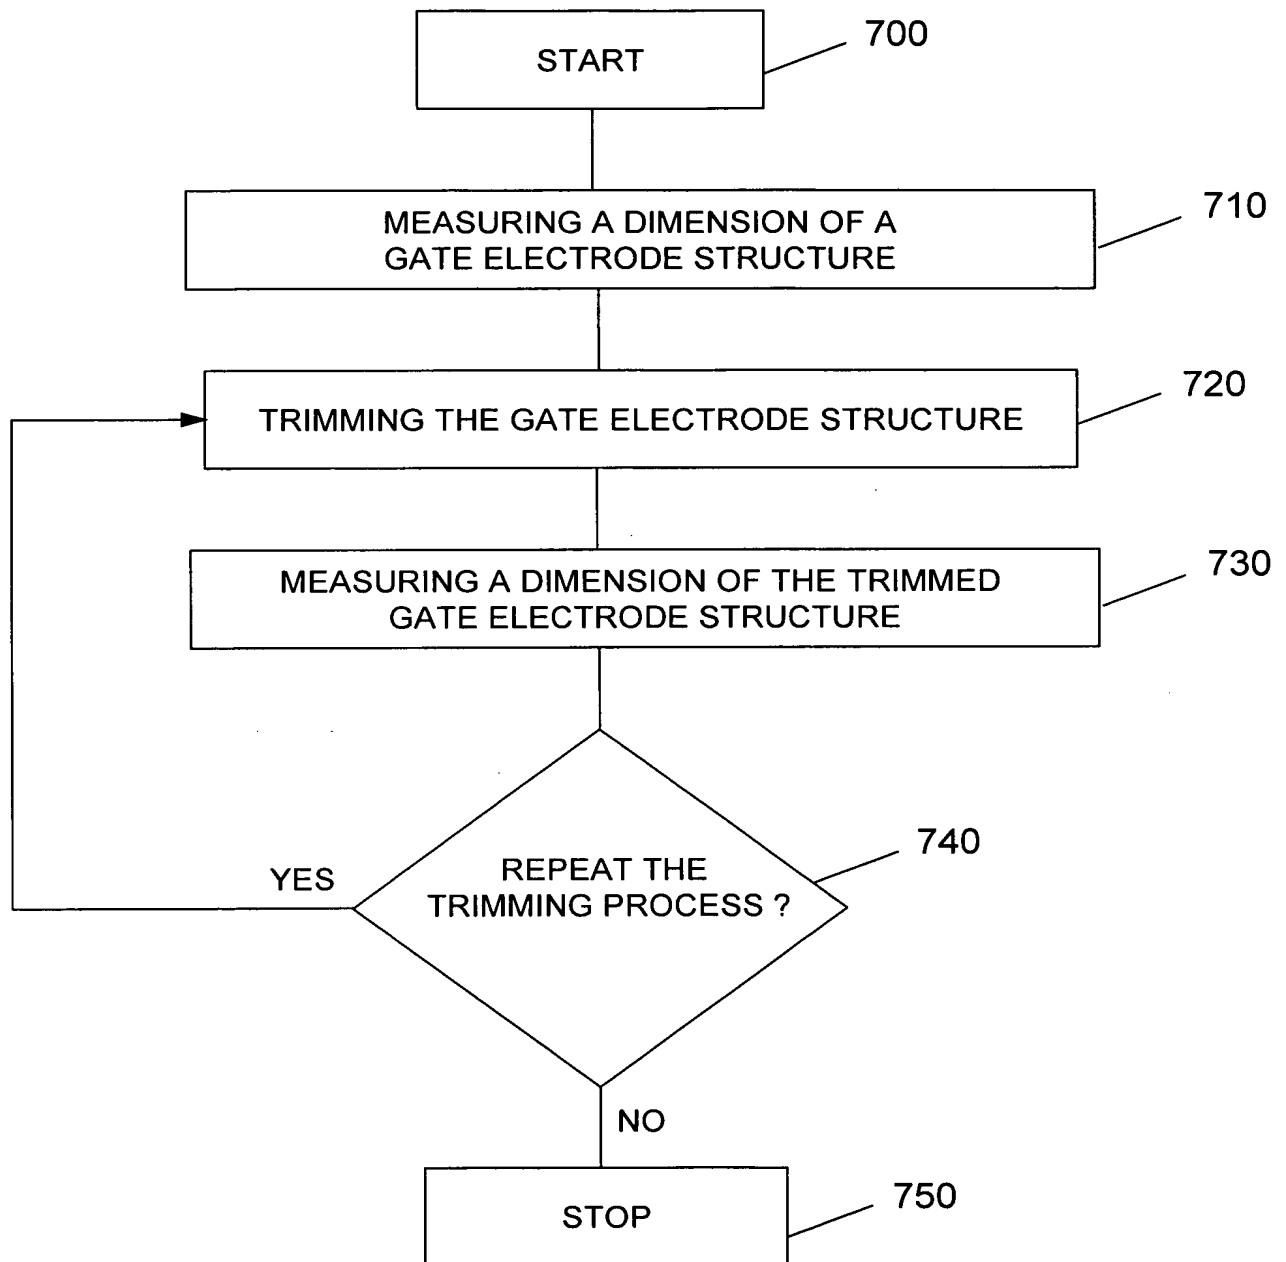 START
700
MEASURING A DIMENSION OF A
GATE ELECTRODE STRUCTURE
710
TRIMMING THE GATE ELECTRODE STRUCTURE
720
MEASURING A DIMENSION OF THE TRIMMED
GATE ELECTRODE STRUCTURE
730
REPEAT THE
TRIMMING PROCESS ?
740
YES
NO
STOP
750